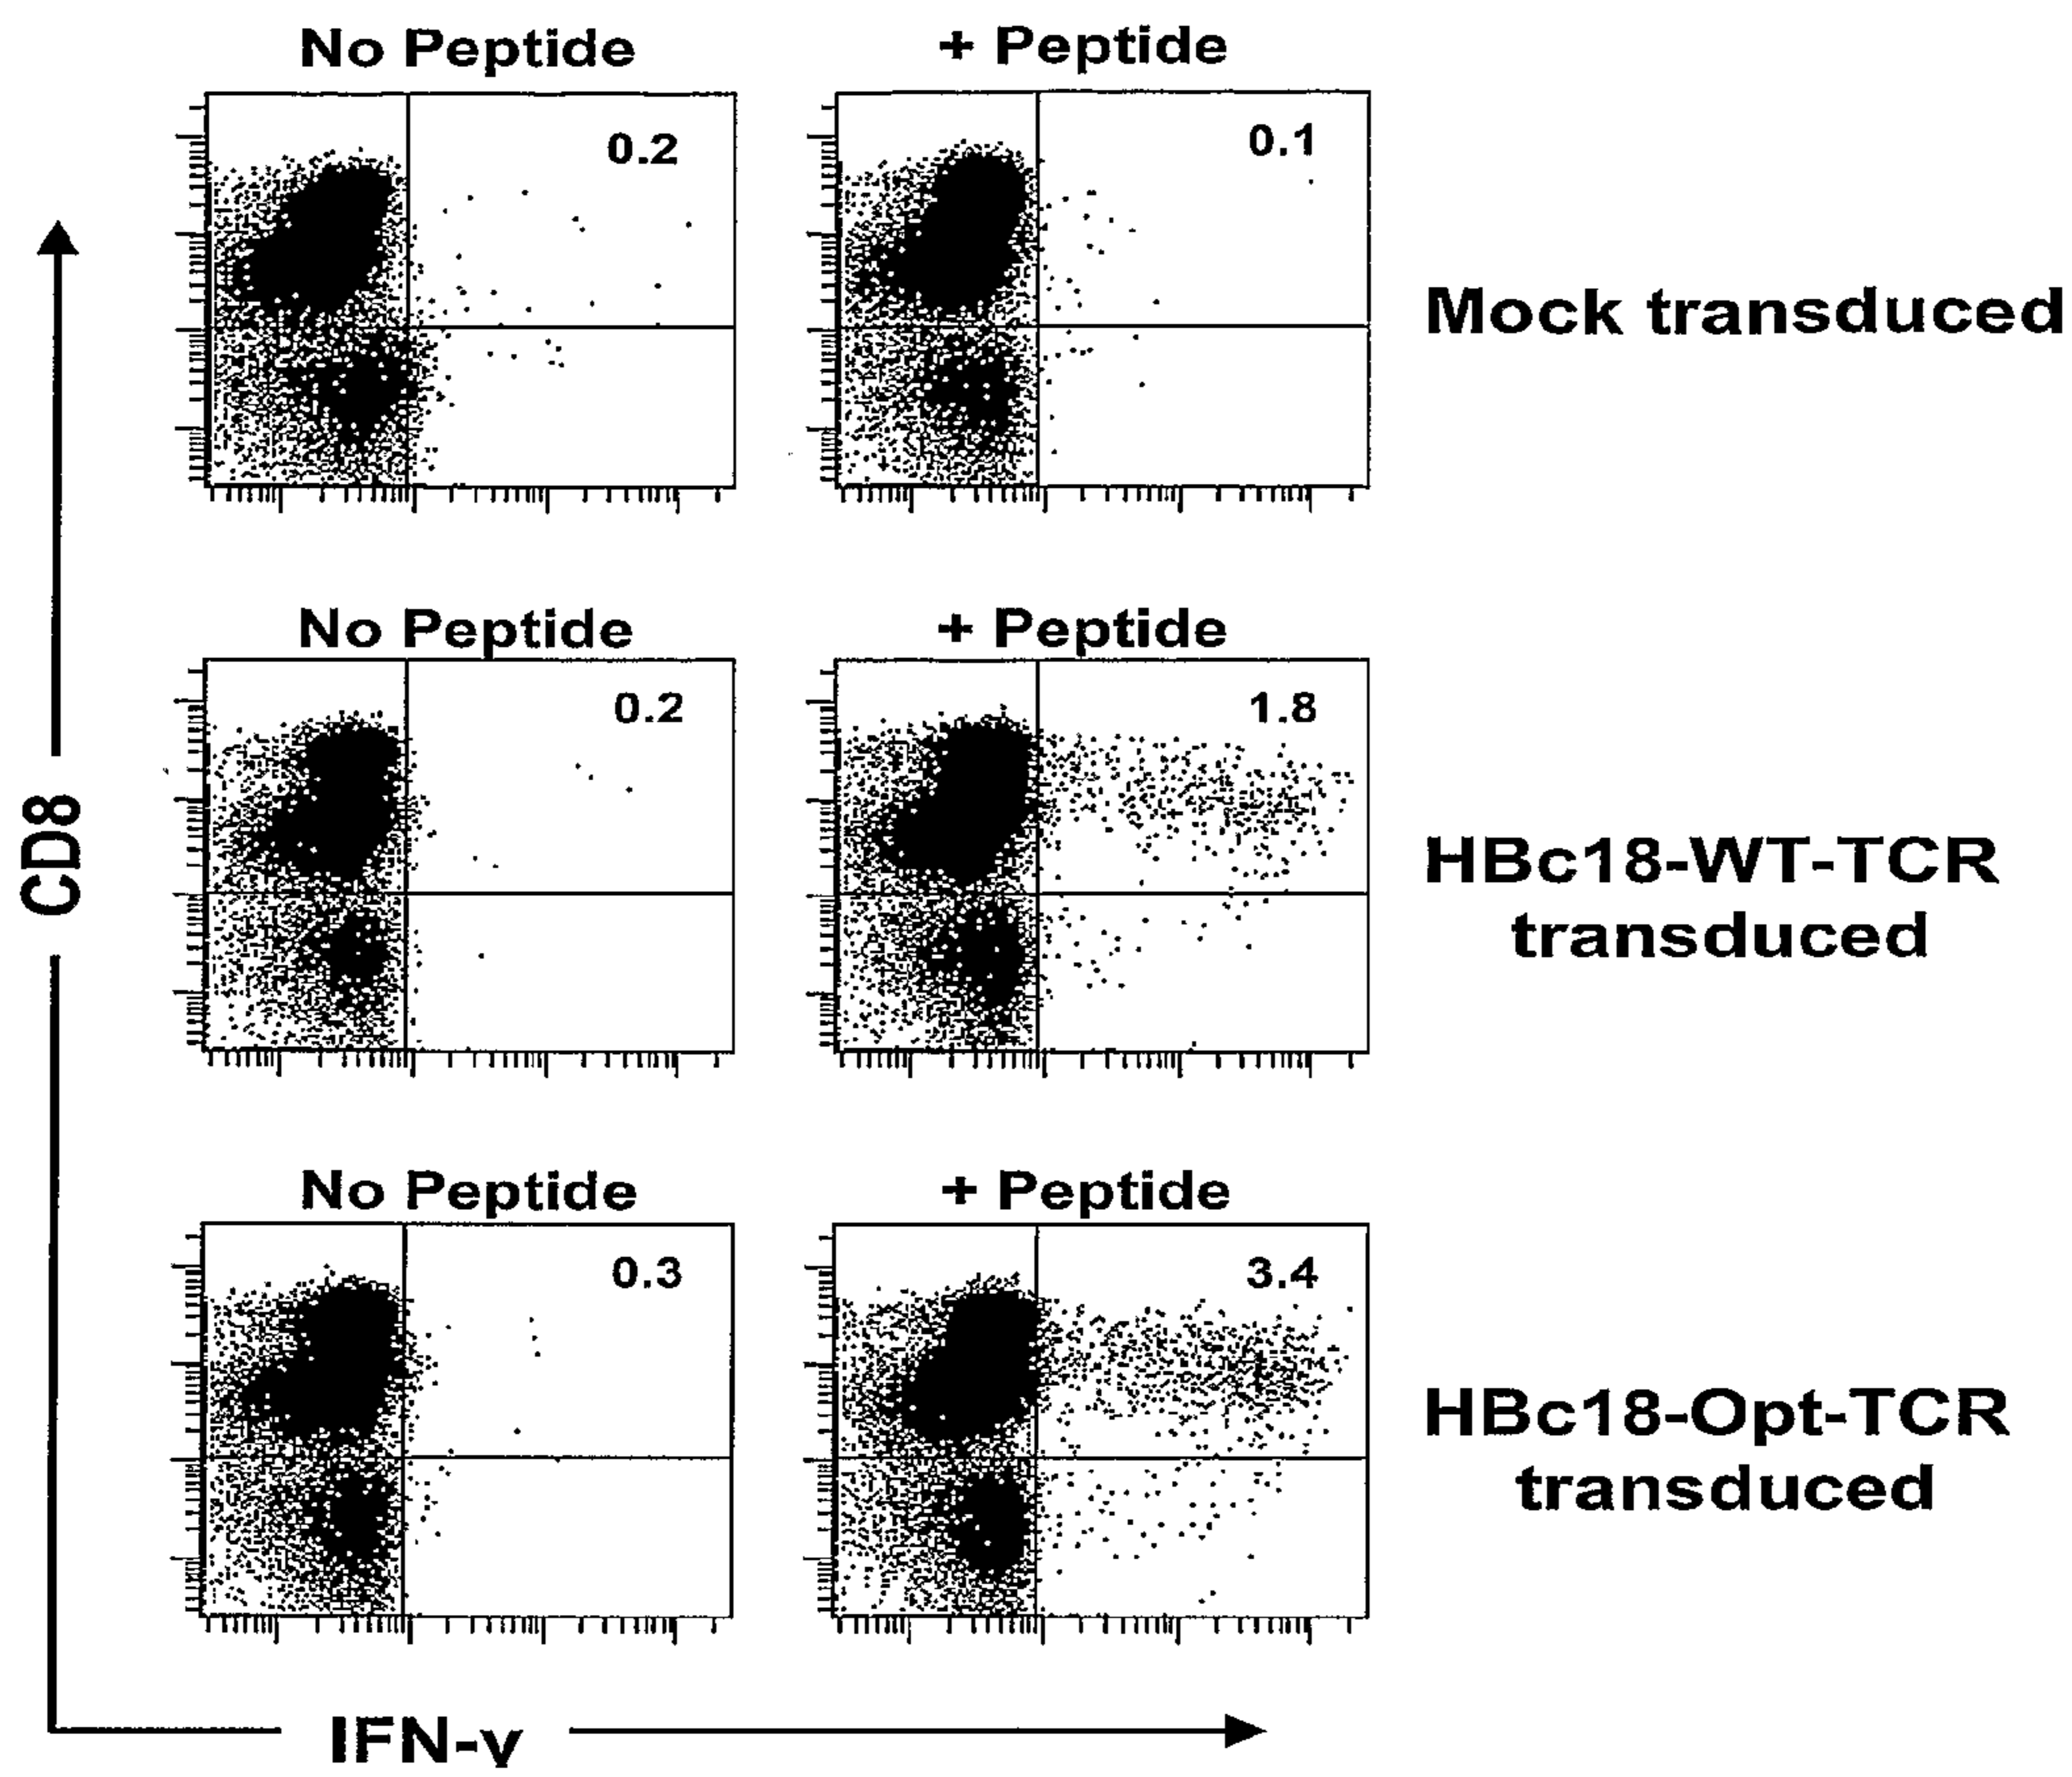 No Peptide
+ Peptide
0.2
0.1
Mock transduced
No Peptide
+ Peptide
0.2
1.8
HBc18-WT-TCR
transduced
No Peptide
+ Peptide
0.3
3.4
HBc18-Opt-TCR
transduced
CD8
IFN-γ